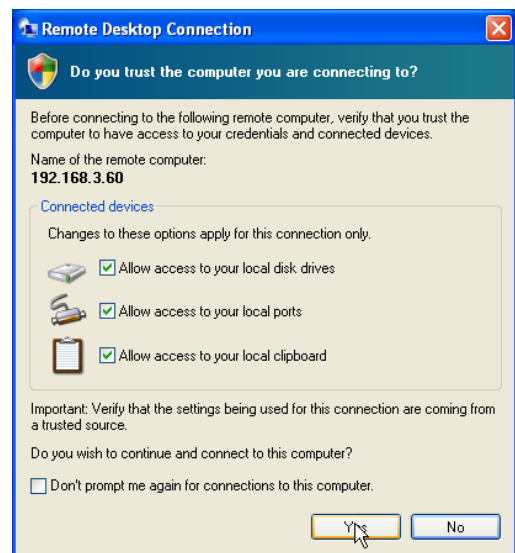 Remote Desktop Connection
Do you trust the computer you are connecting to?
Before connecting to the following remote computer, verify that you trust the
computer to have access to your credentials and connected devices.
Name of the remote computer:
192.168.3.60
Connected devices
Changes to these options apply for this connection only.
Allow access to your local disk drives
Allow access to your local ports
Allow access to your local clipboard
Important: Verify that the settings being used for this connection are coming from
a trusted source.
Do you wish to continue and connect to this computer?
Don't prompt me again for connections to this computer.
Yes
No